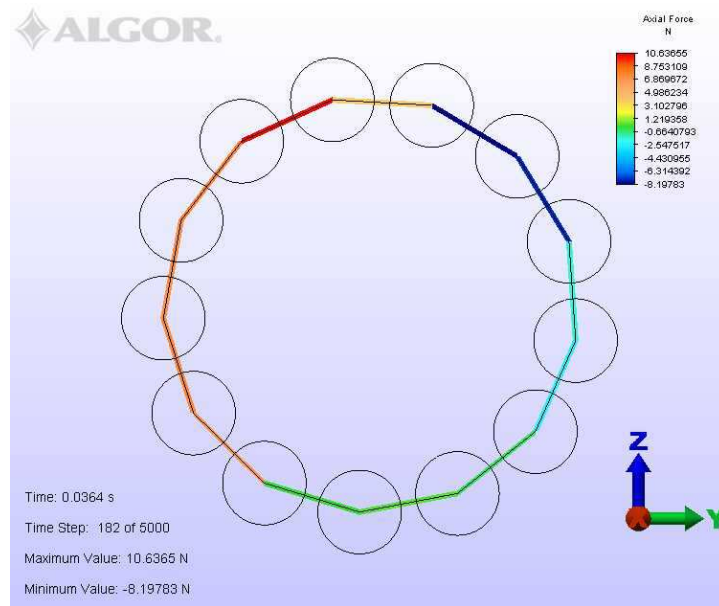 ALGOR.
Axial Force
N
10.63655
8.753109
6.869672
4.986234
3.102796
1.219358
-0.6640793
-2.547517
-4.430955
-6.314392
-8.19783
Time: 0.0364 s
Time Step: 182 of 5000
Maximum Value: 10.6365 N
Minimum Value: -8.19783 N
Z
X
Y